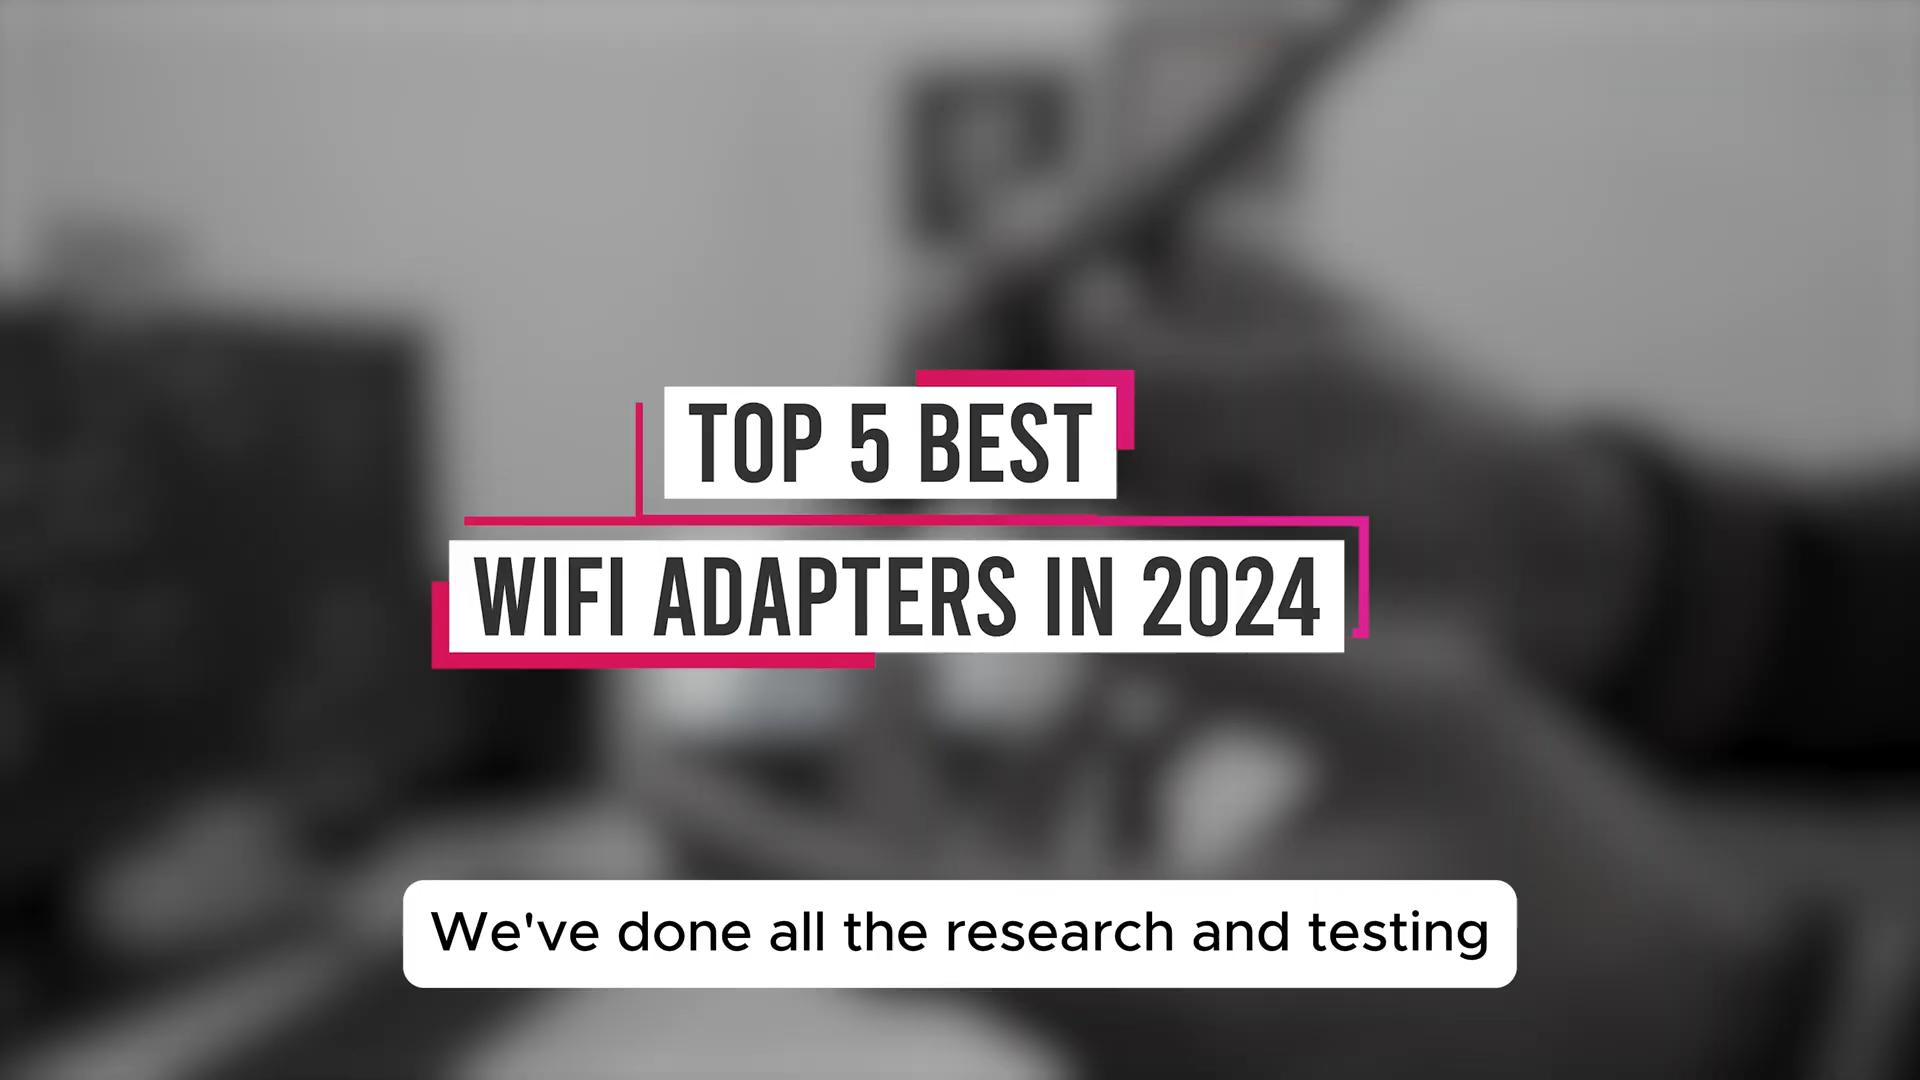 TOP 5 BEST
WIFI ADAPTERS IN 2024
We've done all the research and testing